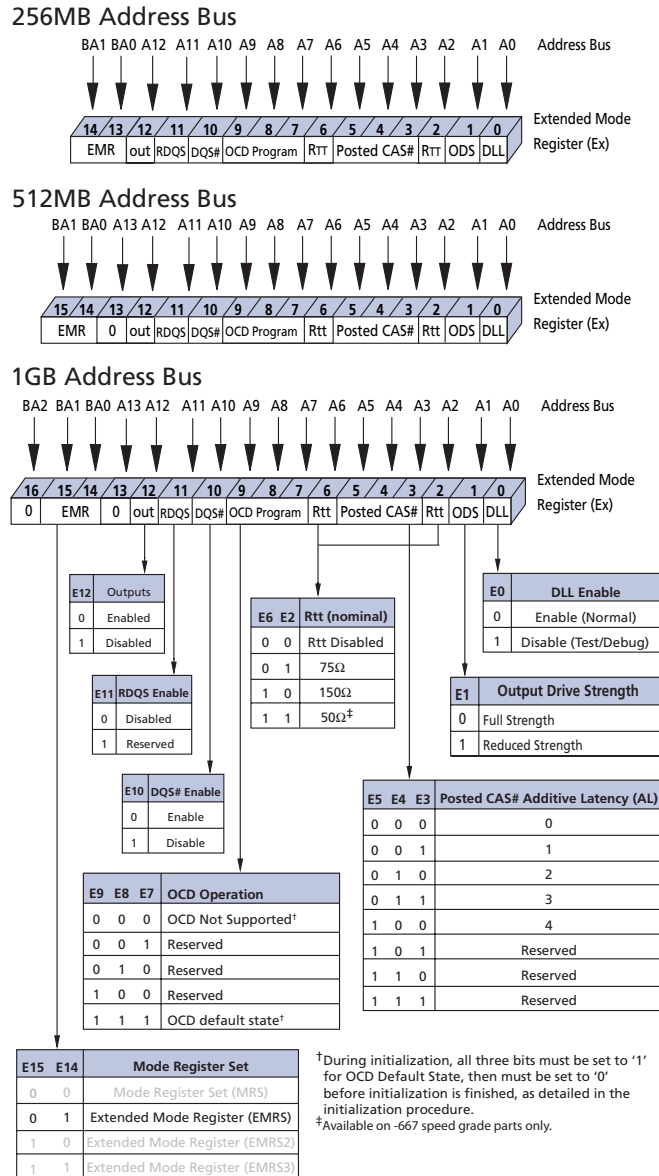 256MB Address Bus
BA1 BA0 A12 A11 A10 A9 A8 A7 A6 A5 A4 A3 A2 A1 A0 Address Bus
14 13 12 11 10 9 8 7 6 5 4 3 2 1 0
EMR out RDQS DQS# OCD Program RTT Posted CAS# RTT ODS DLL
Extended Mode
Register (Ex)
512MB Address Bus
BA1 BA0 A13 A12 A11 A10 A9 A8 A7 A6 A5 A4 A3 A2 A1 A0 Address Bus
15 14 13 12 11 10 9 8 7 6 5 4 3 2 1 0
EMR 0 out RDQS DQS# OCD Program Rtt Posted CAS# Rtt ODS DLL
Extended Mode
Register (Ex)
1GB Address Bus
BA2 BA1 BA0 A13 A12 A11 A10 A9 A8 A7 A6 A5 A4 A3 A2 A1 A0 Address Bus
16 15 14 13 12 11 10 9 8 7 6 5 4 3 2 1 0
0 EMR 0 out RDQS DQS# OCD Program Rtt Posted CAS# Rtt ODS DLL
Extended Mode
Register (Ex)
E12 Outputs
0 Enabled
1 Disabled
E11 RDQS Enable
0 Disabled
1 Reserved
E10 DQS# Enable
0 Enable
1 Disable
E6 E2 Rtt (nominal)
0 0 Rtt Disabled
0 1 75Ω
1 0 150Ω
1 1 50Ω‡
E0 DLL Enable
0 Enable (Normal)
1 Disable (Test/Debug)
E1 Output Drive Strength
0 Full Strength
1 Reduced Strength
E5 E4 E3 Posted CAS# Additive Latency (AL)
0 0 0 0
0 0 1 1
0 1 0 2
0 1 1 3
1 0 0 4
1 0 1 Reserved
1 1 0 Reserved
1 1 1 Reserved
E9 E8 E7 OCD Operation
0 0 0 OCD Not Supported†
0 0 1 Reserved
0 1 0 Reserved
1 0 0 Reserved
1 1 1 OCD default state†
E15 E14 Mode Register Set
0 0 Mode Register Set (MRS)
0 1 Extended Mode Register (EMRS)
1 0 Extended Mode Register (EMRS2)
1 1 Extended Mode Register (EMRS3)
†During initialization, all three bits must be set to ‘1’
for OCD Default State, then must be set to ‘0’
before initialization is finished, as detailed in the
initialization procedure.
‡Available on -667 speed grade parts only.